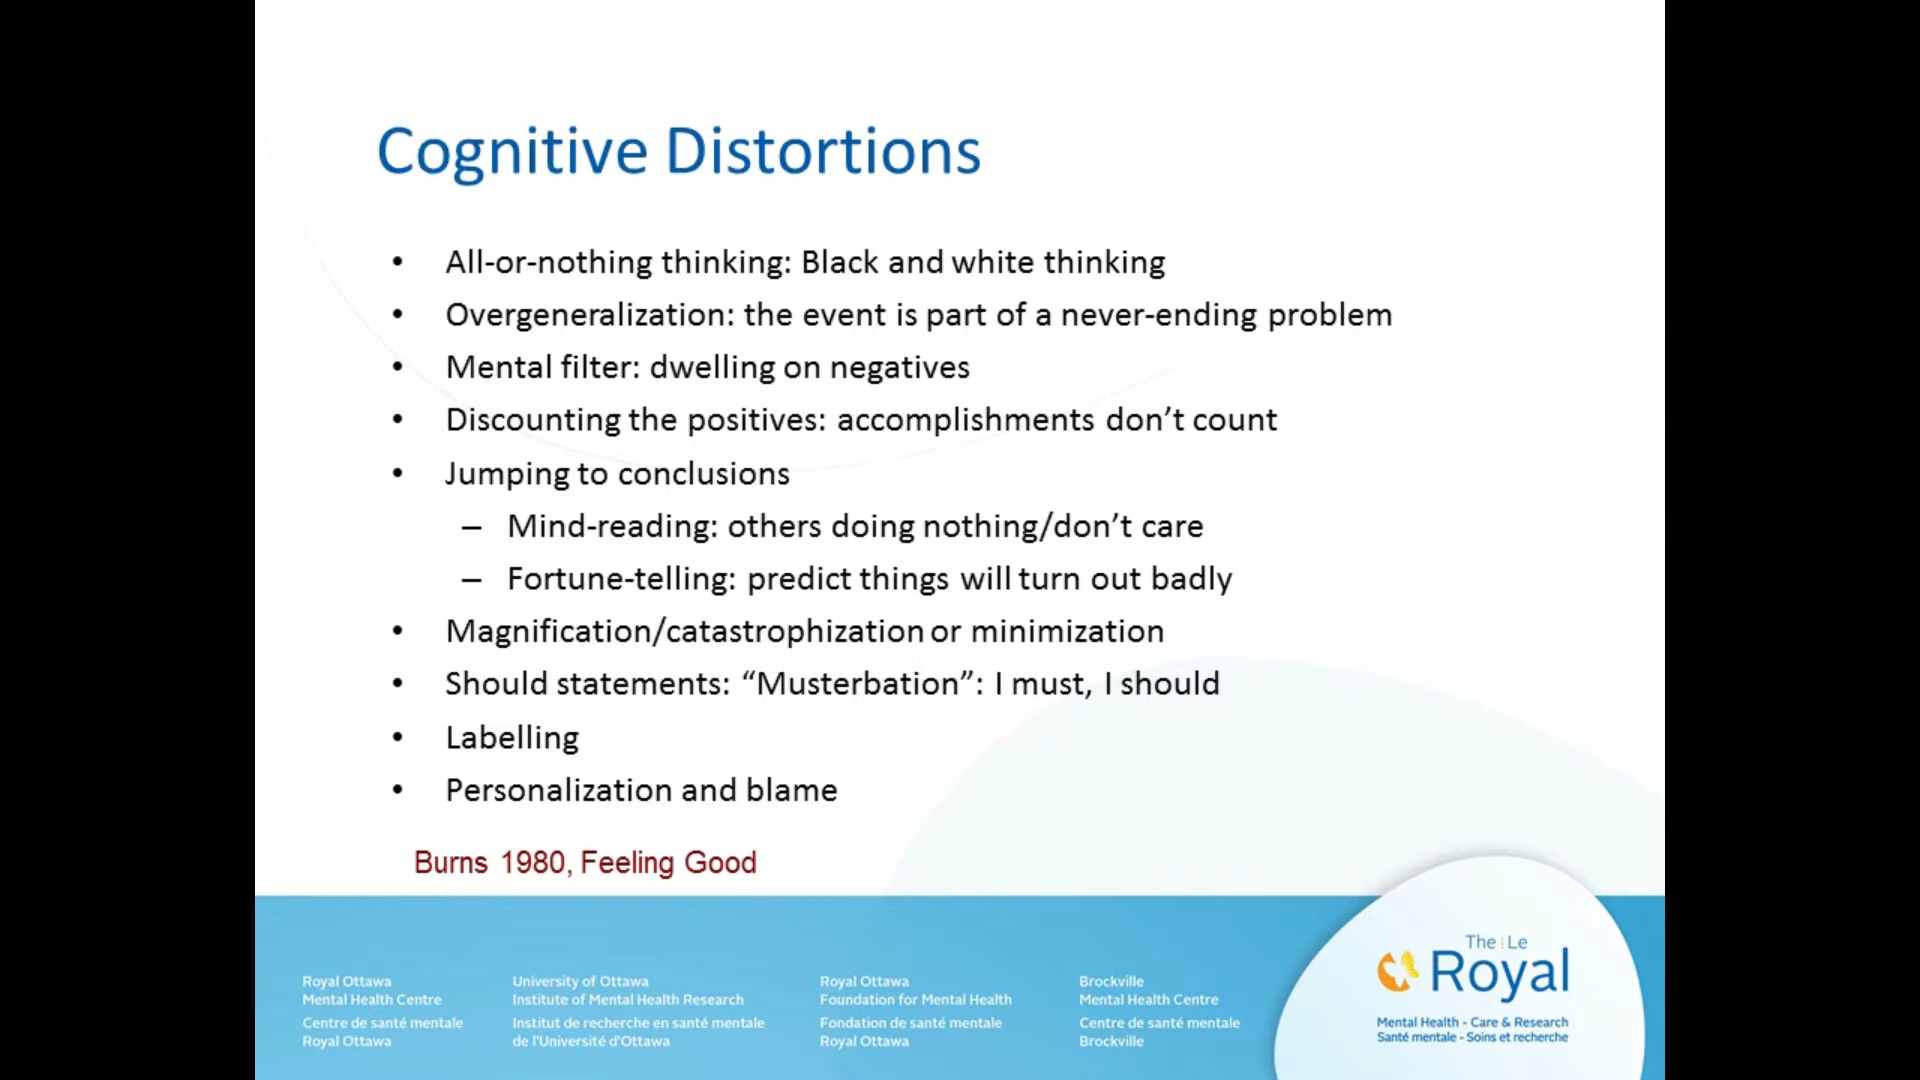 Cognitive Distortions
• All-or-nothing thinking: Black and white thinking
• Overgeneralization: the event is part of a never-ending problem
• Mental filter: dwelling on negatives
• Discounting the positives: accomplishments don’t count
• Jumping to conclusions
– Mind-reading: others doing nothing/don’t care
– Fortune-telling: predict things will turn out badly
• Magnification/catastrophization or minimization
• Should statements: “Musterbation”: I must, I should
• Labelling
• Personalization and blame
Burns 1980, Feeling Good
Royal Ottawa
Mental Health Centre
Centre de santé mentale
Royal Ottawa
University of Ottawa
Institute of Mental Health Research
Institut de recherche en santé mentale
de l'Université d'Ottawa
Royal Ottawa
Foundation for Mental Health
Fondation de santé mentale
Royal Ottawa
Brockville
Mental Health Centre
Centre de santé mentale
Brockville
The Le
Royal
Mental Health - Care & Research
Santé mentale - Soins et recherche